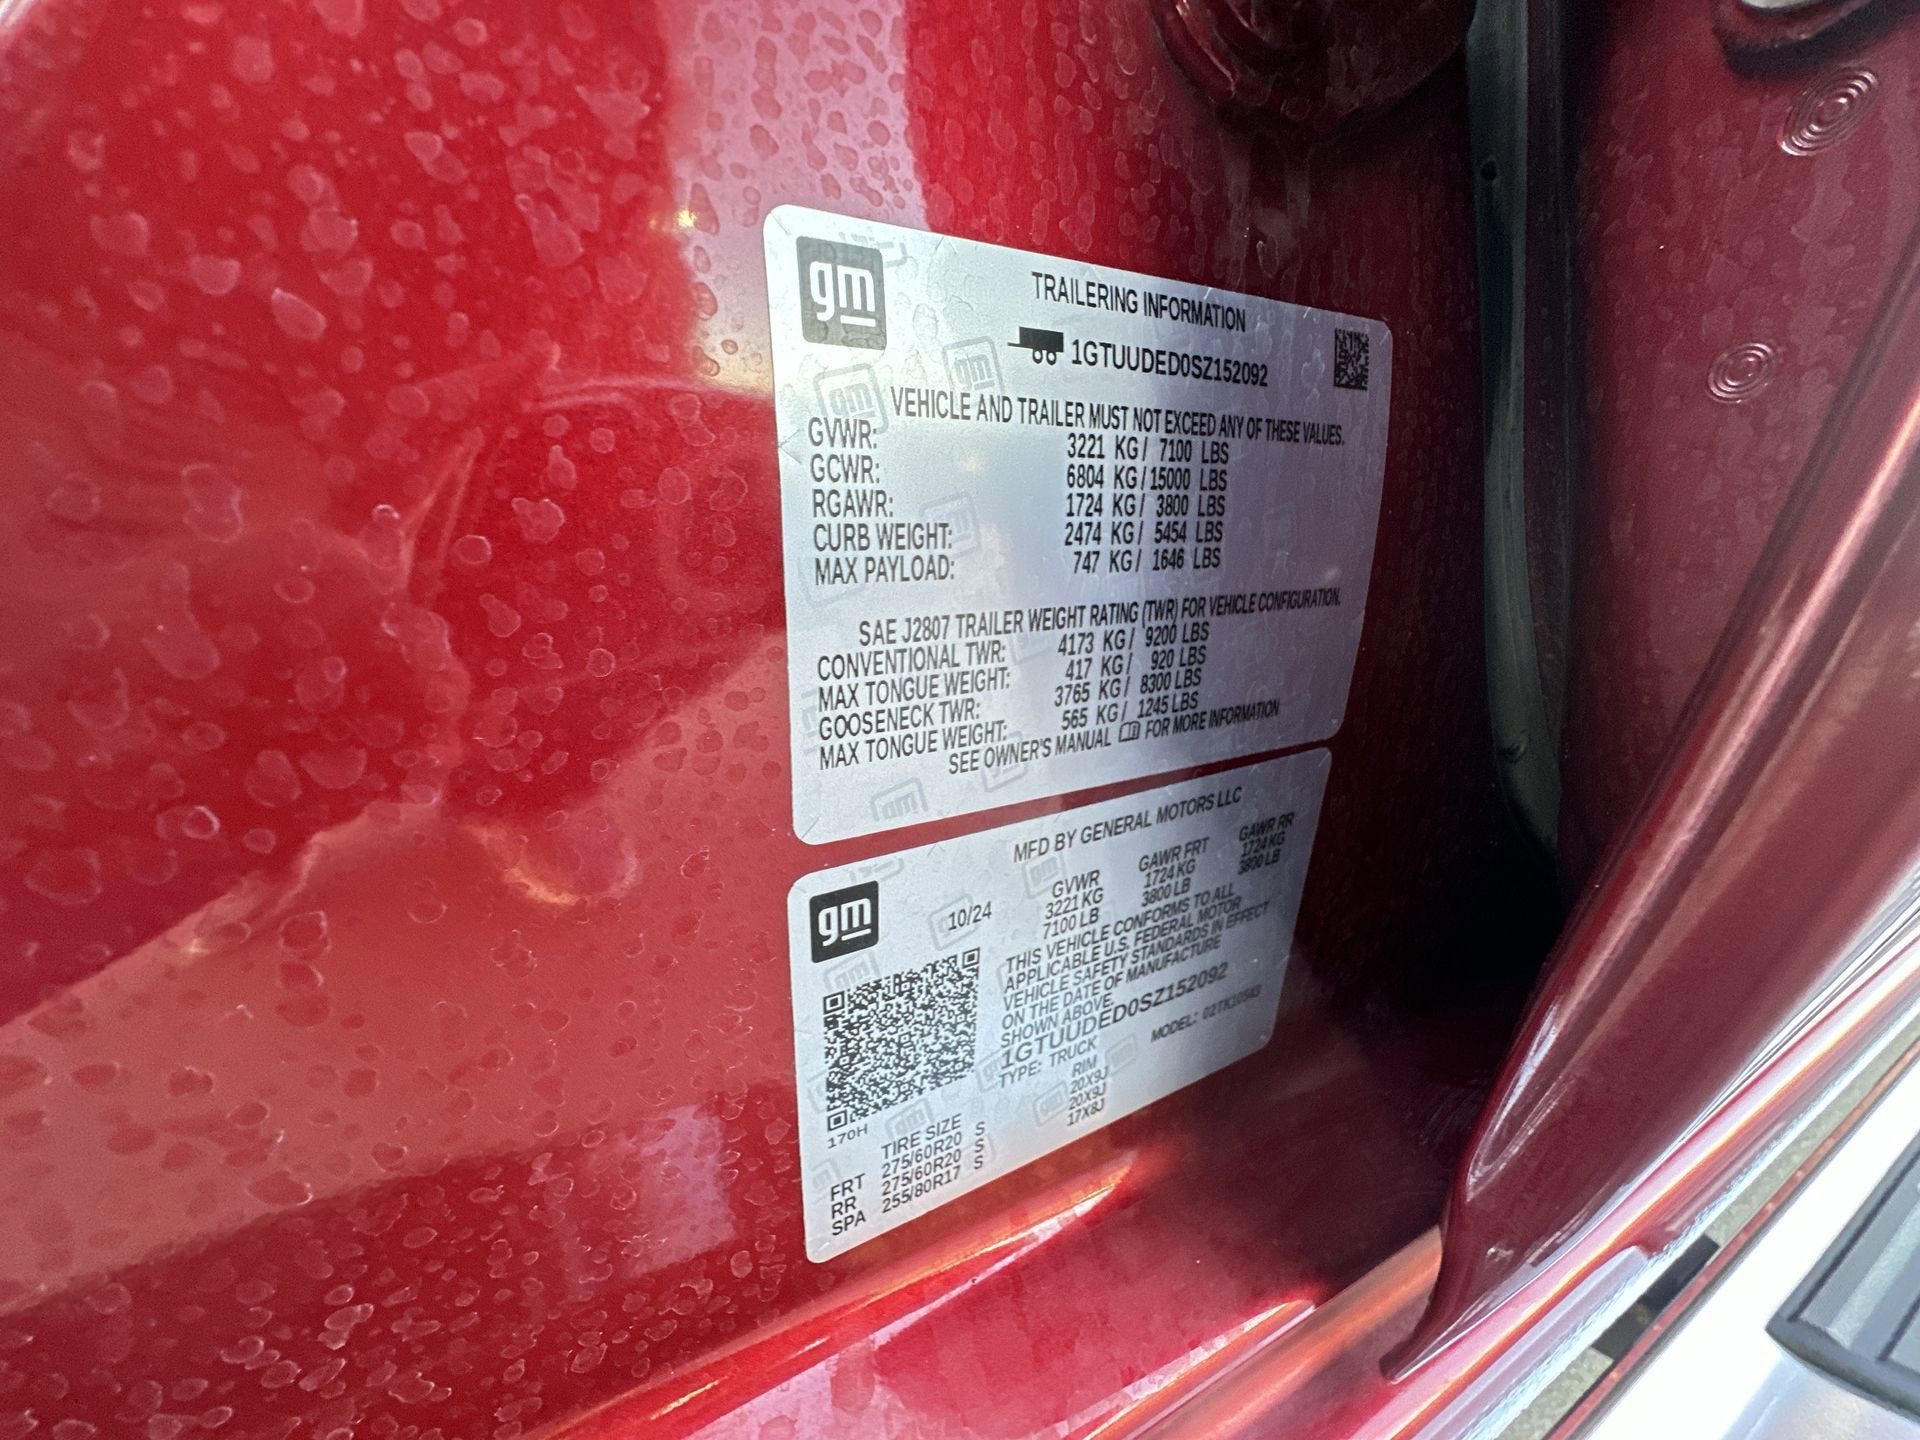 gm
TRAILERING INFORMATION
1GTUUDED0SZ152092
VEHICLE AND TRAILER MUST NOT EXCEED ANY OF THESE VALUES.
GVWR: 3221 KG / 7100 LBS
GCWR: 6804 KG / 15000 LBS
RGAWR: 1724 KG / 3800 LBS
CURB WEIGHT: 2474 KG / 5454 LBS
MAX PAYLOAD: 747 KG / 1646 LBS
SAE J2807 TRAILER WEIGHT RATING (TWR) FOR VEHICLE CONFIGURATION.
CONVENTIONAL TWR: 4173 KG / 9200 LBS
MAX TONGUE WEIGHT: 417 KG / 920 LBS
GOOSENECK TWR: 3765 KG / 8300 LBS
MAX TONGUE WEIGHT: 565 KG / 1245 LBS
SEE OWNER'S MANUAL FOR MORE INFORMATION
gm
MFD BY GENERAL MOTORS LLC
10/24 GVWR GAWR FRT GAWR RR
3221 KG 1724 KG 1724 KG
7100 LB 3800 LB 3800 LB
THIS VEHICLE CONFORMS TO ALL
APPLICABLE U.S. FEDERAL MOTOR
VEHICLE SAFETY STANDARDS IN EFFECT
ON THE DATE OF MANUFACTURE
SHOWN ABOVE.
1GTUUDED0SZ152092
TYPE: TRUCK MODEL:
170H
TIRE SIZE RIM
FRT 275/60R20 S 20X9J
RR 275/60R20 S 20X9J
SPA 255/80R17 S 17X8J